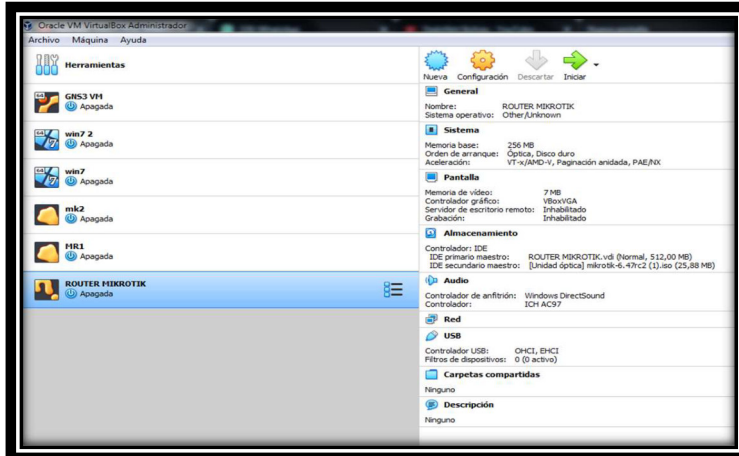 Oracle VM VirtualBox Administrador
Archivo Máquina Ayuda
Herramientas
GNS3 VM
Apagada
win7 2
Apagada
win7
Apagada
mk2
Apagada
MR1
Apagada
ROUTER MIKROTIK
Apagada
Nueva Configuración Descartar Iniciar
General
Nombre: ROUTER MIKROTIK
Sistema operativo: Other/Unknown
Sistema
Memoria base: 256 MB
Orden de arranque: Óptica, Disco duro
Aceleración: VT-x/AMD-V, Paginación anidada, PAE/NX
Pantalla
Memoria de vídeo: 7 MB
Controlador gráfico: VBoxVGA
Servidor de escritorio remoto: Inhabilitado
Grabación: Inhabilitado
Almacenamiento
Controlador: IDE
IDE primario maestro: ROUTER MIKROTIK.vdi (Normal, 512,00 MB)
IDE secundario maestro: [Unidad óptica] mikrotik-6.47rc2 (1).iso (25,88 MB)
Audio
Controlador de anfitrión: Windows DirectSound
Controlador: ICH AC97
Red
USB
Controlador USB: OHCI, EHCI
Filtros de dispositivos: 0 (0 activo)
Carpetas compartidas
Ninguno
Descripción
Ninguno